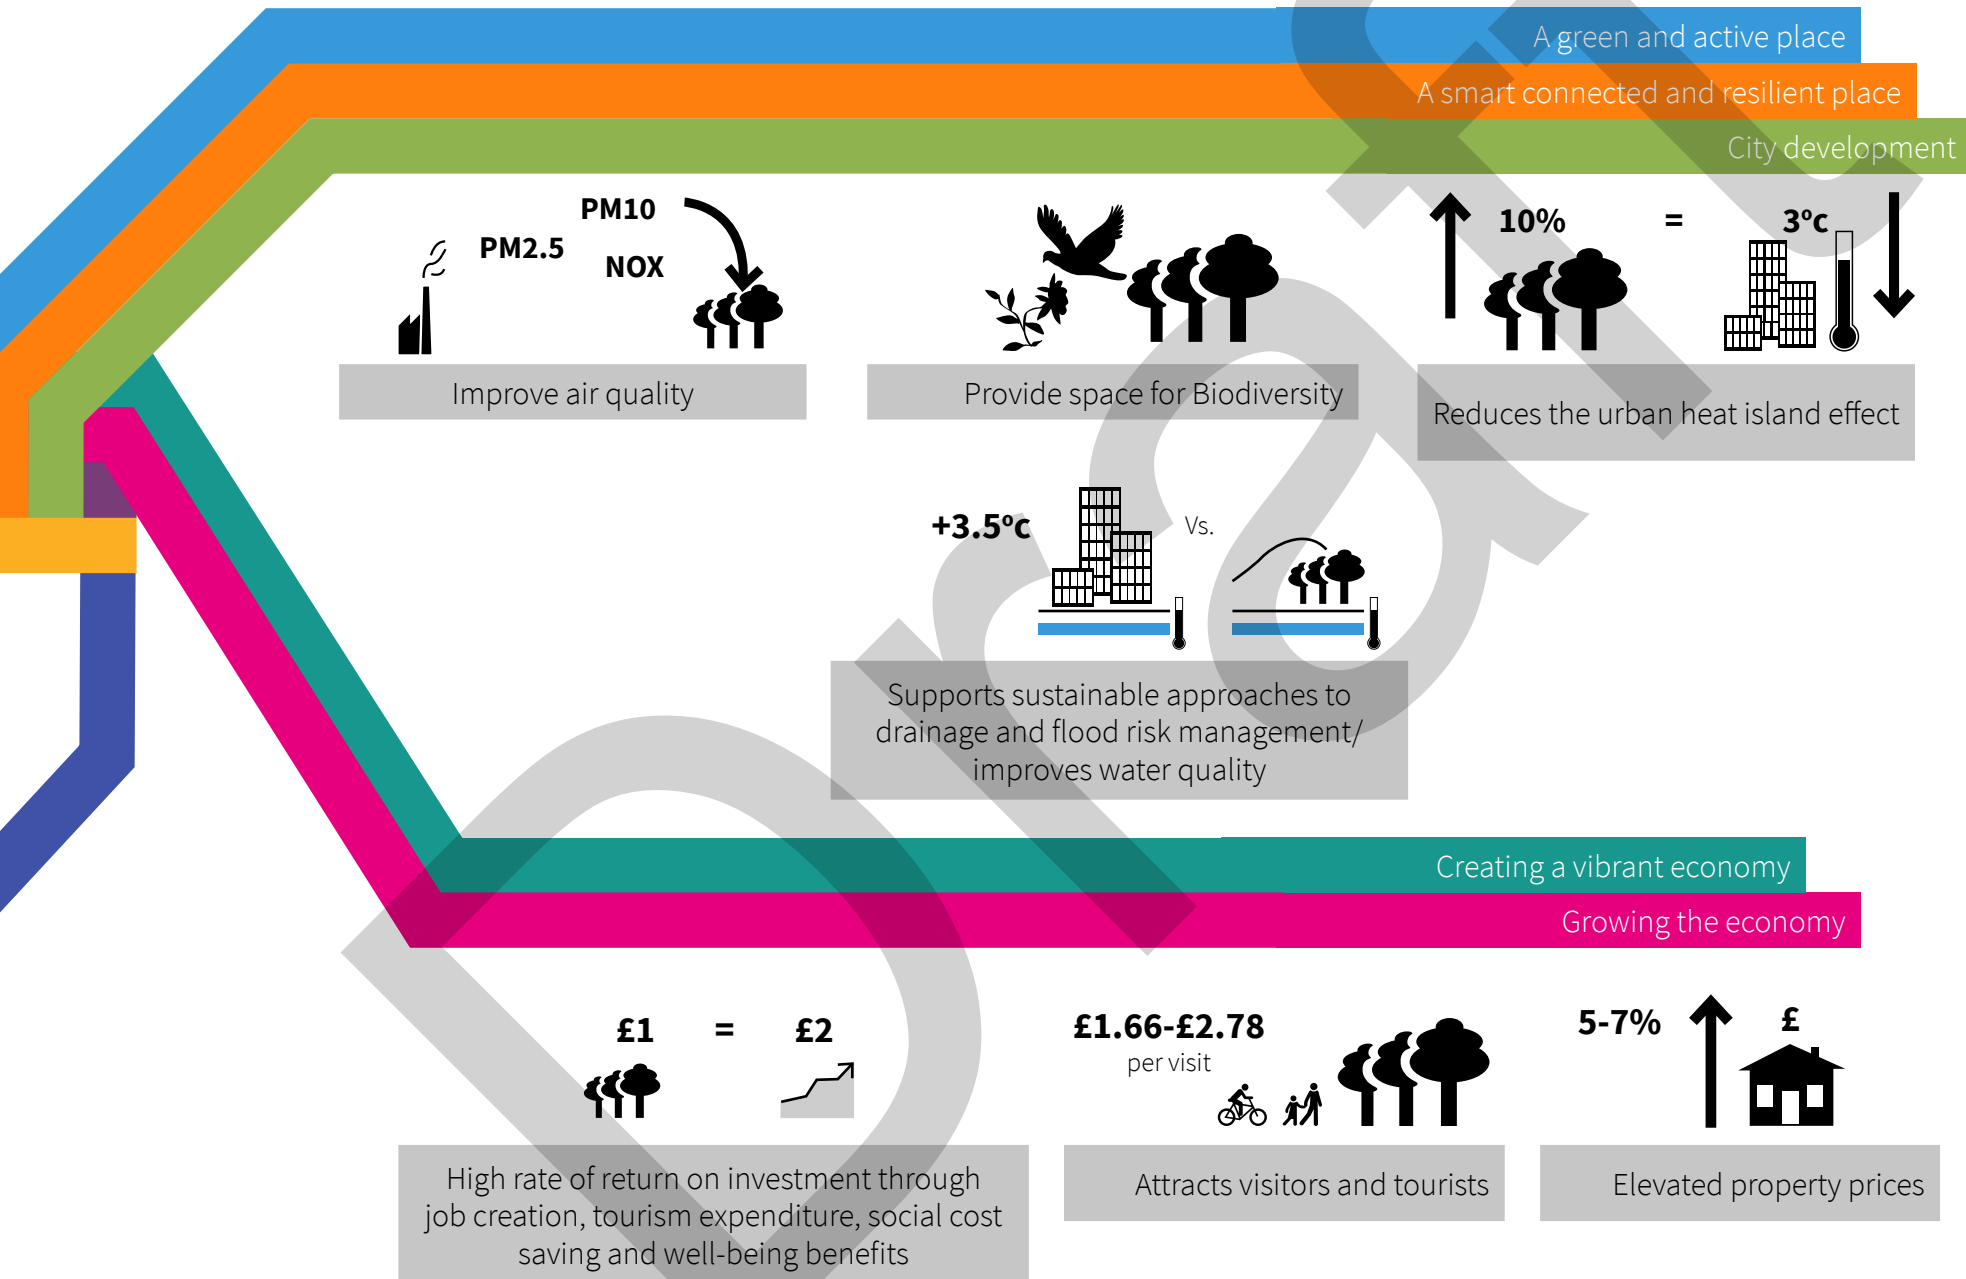 A green and active place
A smart connected and resilient place
City development
PM10
PM2.5
NOX
Improve air quality
Provide space for Biodiversity
10%
=
3ºc
Reduces the urban heat island effect
+3.5ºc
Vs.
Supports sustainable approaches to
drainage and flood risk management/
improves water quality
Creating a vibrant economy
Growing the economy
£1
=
£2
High rate of return on investment through
job creation, tourism expenditure, social cost
saving and well-being benefits
£1.66-£2.78
per visit
Attracts visitors and tourists
5-7%
£
Elevated property prices
Draft